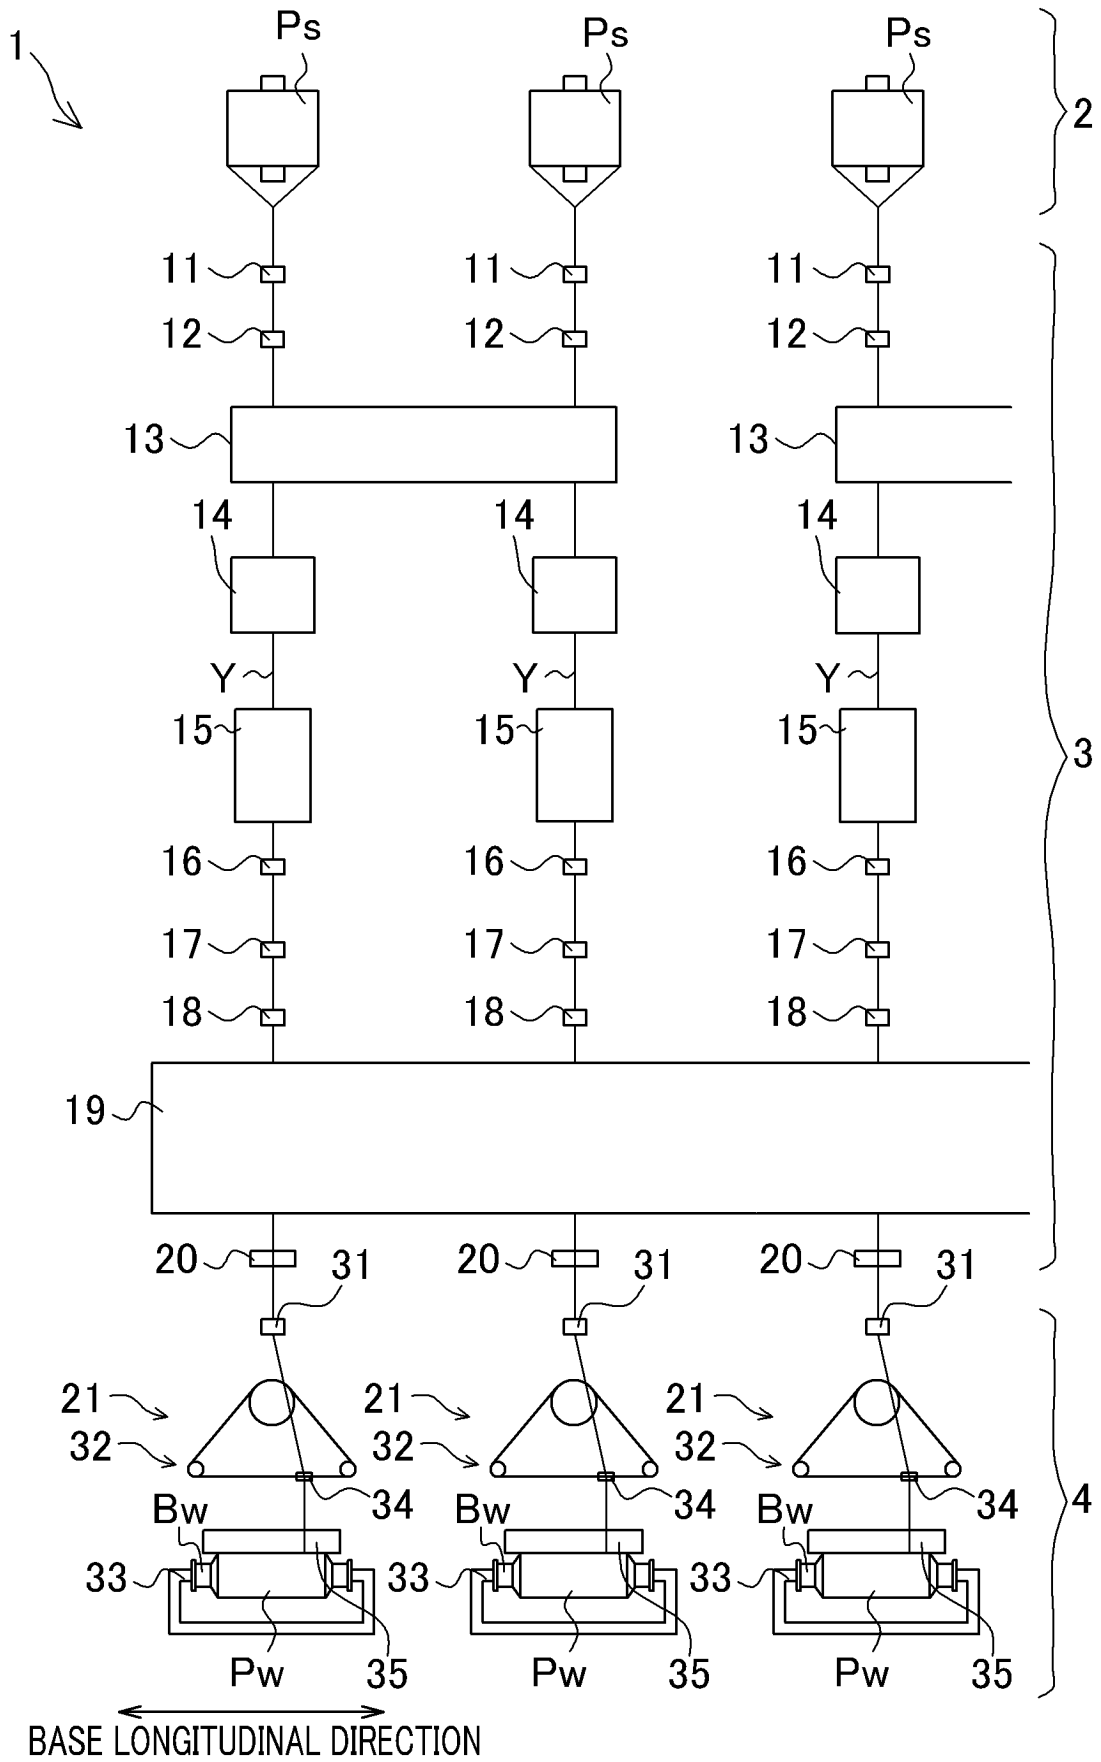 1 Ps Ps Ps
2
11 11 11
12 12 12
13 13
14 14 14
Y Y Y
15 15 15
3
16 16 16
17 17 17
18 18 18
19
20 31 20 31 20 31
21 21 21
32 32 32
34 34 34 4
Bw Bw Bw
33 33 33
Pw 35 Pw 35 Pw 35
BASE LONGITUDINAL DIRECTION